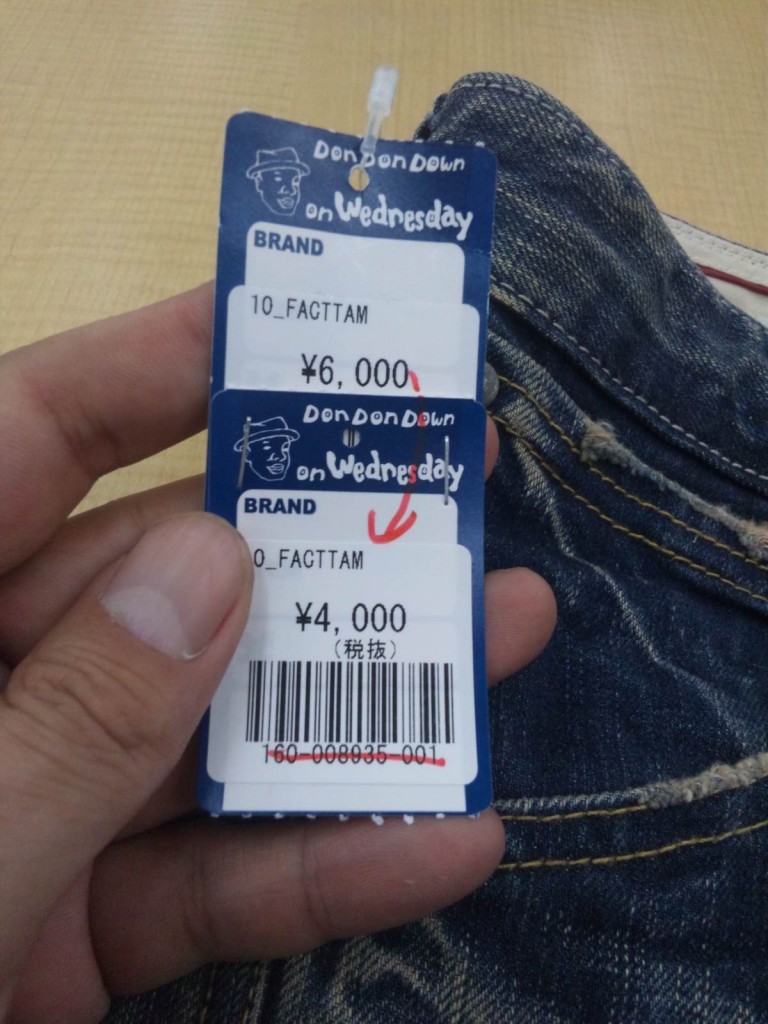 Don Don Down
on Wednesday
BRAND
10_FACTTAM
¥6,000
Don Don Down
on Wednesday
BRAND
0_FACTTAM
¥4,000
(税抜)
160-008935-001